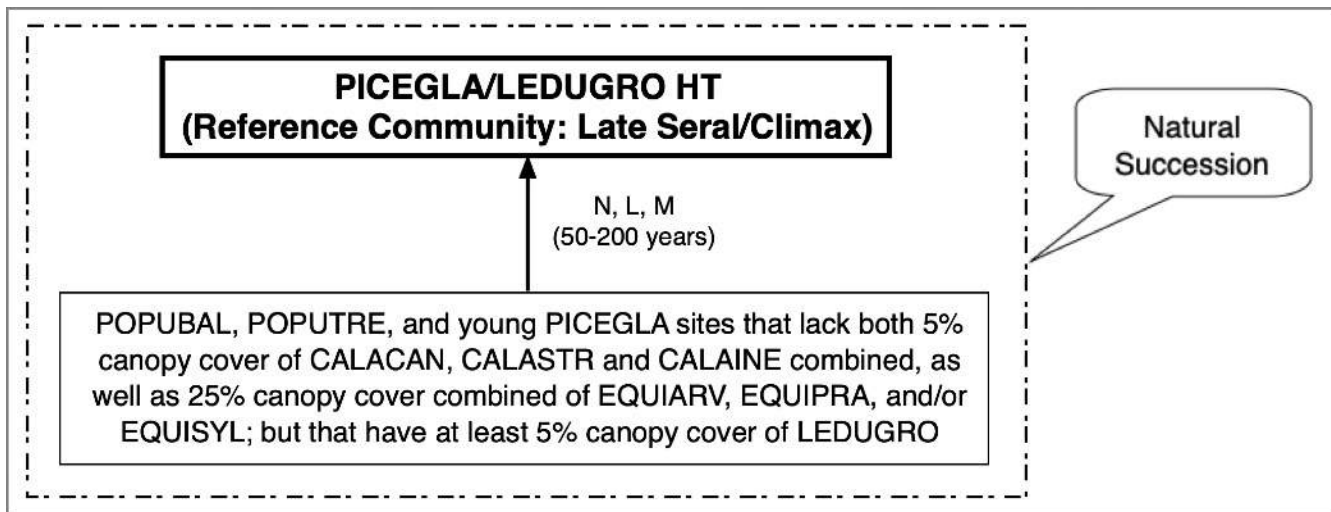 PICEGLA/LEDUGRO HT
(Reference Community: Late Seral/Climax)
Natural
Succession
N, L, M
(50-200 years)
POPUBAL, POPUTRE, and young PICEGLA sites that lack both 5%
canopy cover of CALACAN, CALASTR and CALAINE combined, as
well as 25% canopy cover combined of EQUIARV, EQUIPRA, and/or
EQUISYL; but that have at least 5% canopy cover of LEDUGRO